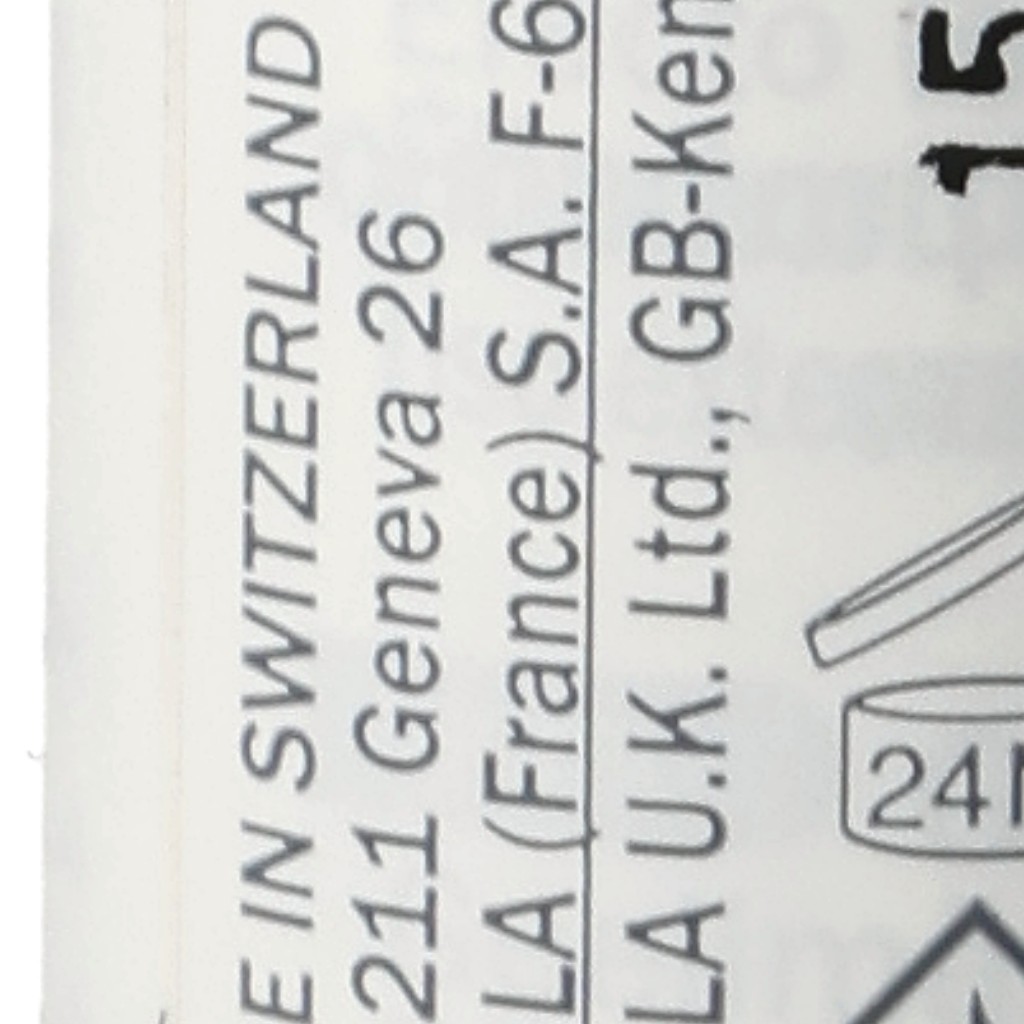 E IN SWITZERLAND
211 Geneva 26
LA (France) S.A. F-6
LA U.K. Ltd., GB-Ken
15
24